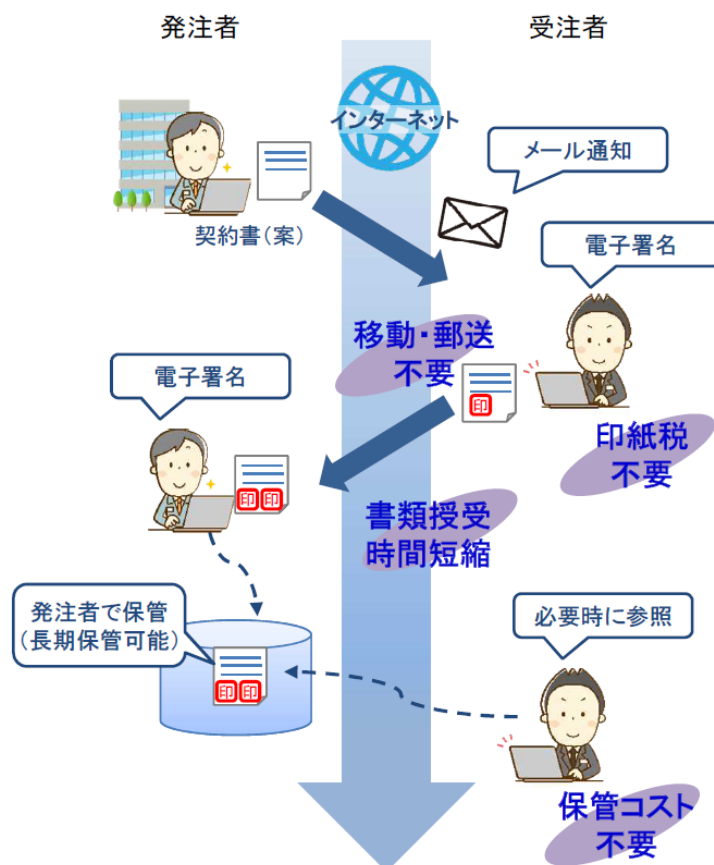 発注者
受注者
インターネット
メール通知
契約書(案)
電子署名
移動・郵送
不要
印
電子署名
印紙税
不要
印印
書類授受
時間短縮
発注者で保管
(長期保管可能)
必要時に参照
印印
保管コスト
不要